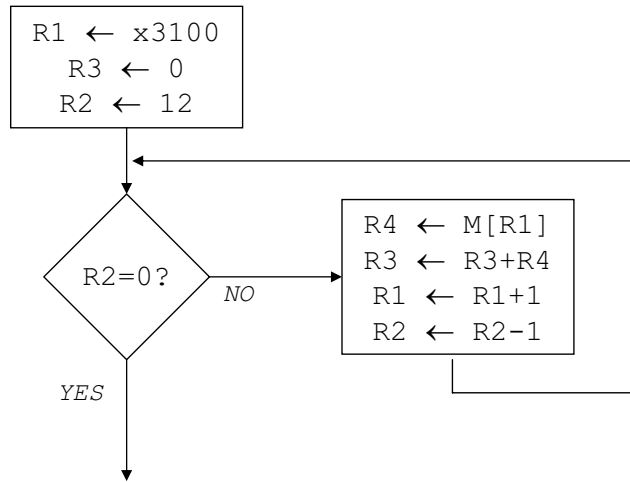 R1 ← x3100
R3 ← 0
R2 ← 12
R2=0?
NO
R4 ← M[R1]
R3 ← R3+R4
R1 ← R1+1
R2 ← R2-1
YES